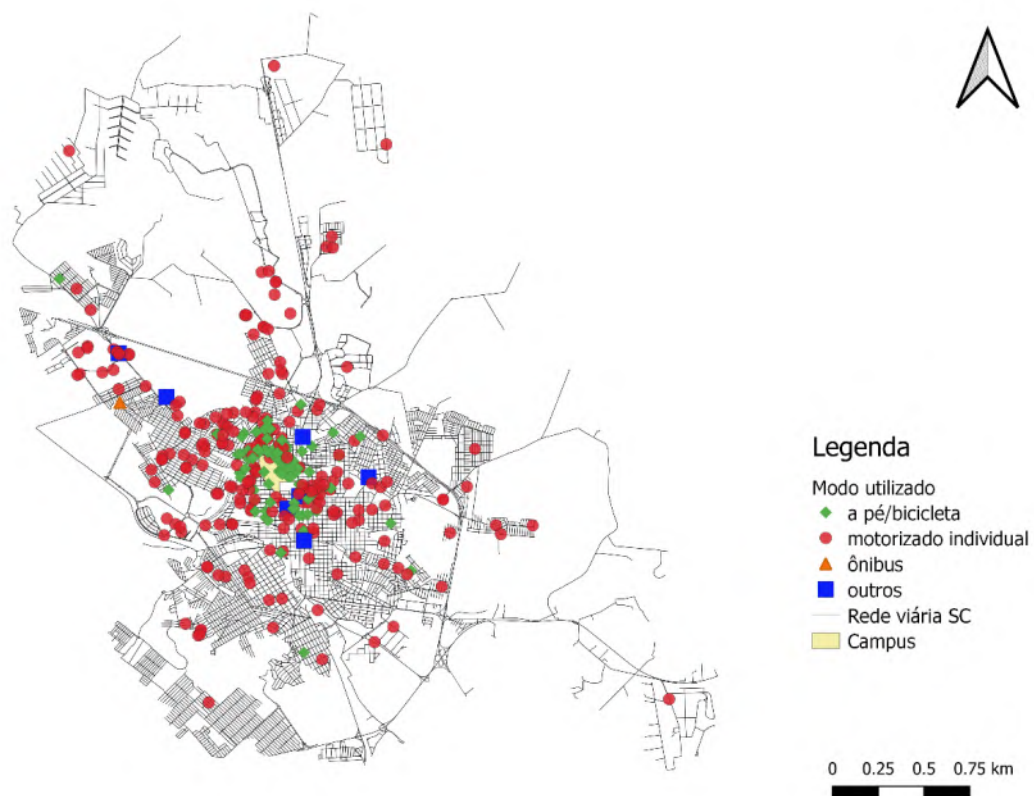 Legenda
Modo utilizado
a pé/bicicleta
motorizado individual
ônibus
outros
Rede viária SC
Campus
0 0.25 0.5 0.75 km